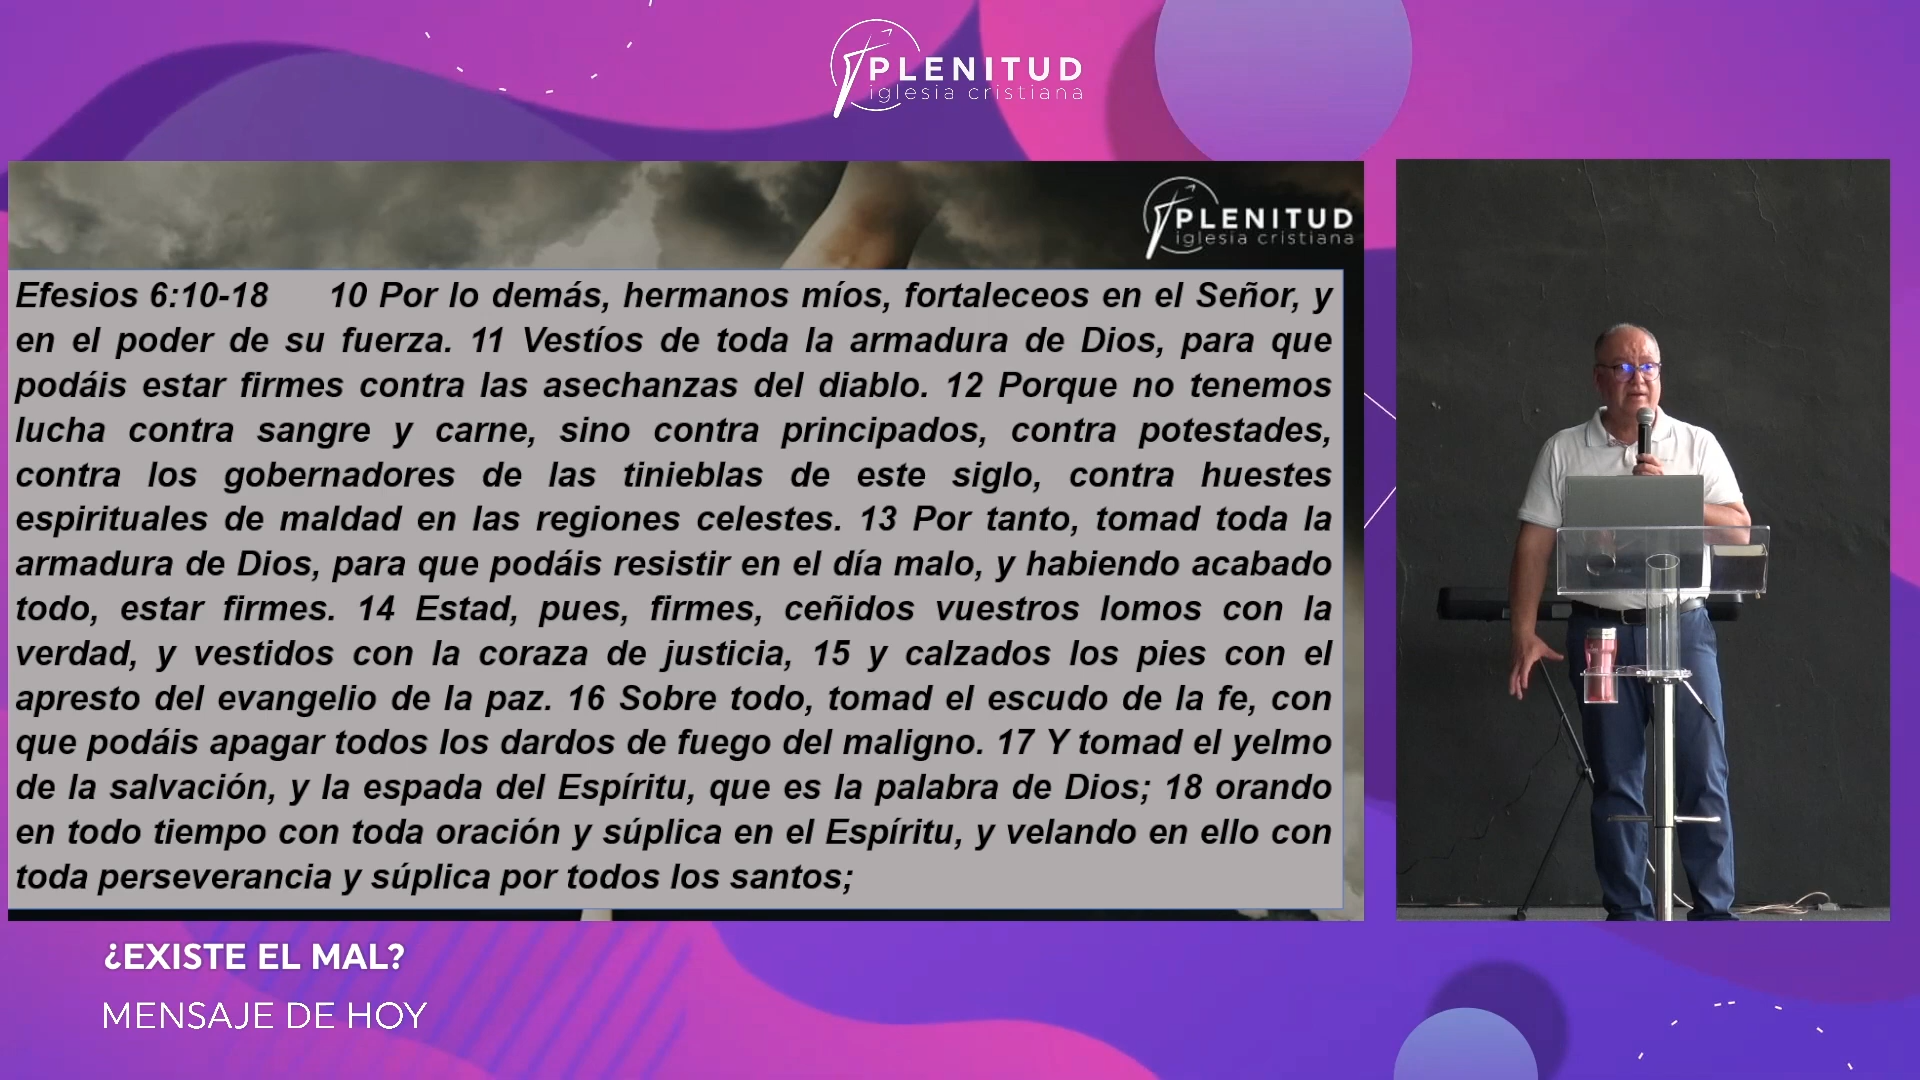 PLENITUD
iglesia cristiana
PLENITUD
iglesia cristiana
Efesios 6:10-18 10 Por lo demás, hermanos míos, fortaleceos en el Señor, y
en el poder de su fuerza. 11 Vestíos de toda la armadura de Dios, para que
podáis estar firmes contra las asechanzas del diablo. 12 Porque no tenemos
lucha contra sangre y carne, sino contra principados, contra potestades,
contra los gobernadores de las tinieblas de este siglo, contra huestes
espirituales de maldad en las regiones celestes. 13 Por tanto, tomad toda la
armadura de Dios, para que podáis resistir en el día malo, y habiendo acabado
todo, estar firmes. 14 Estad, pues, firmes, ceñidos vuestros lomos con la
verdad, y vestidos con la coraza de justicia, 15 y calzados los pies con el
apresto del evangelio de la paz. 16 Sobre todo, tomad el escudo de la fe, con
que podáis apagar todos los dardos de fuego del maligno. 17 Y tomad el yelmo
de la salvación, y la espada del Espíritu, que es la palabra de Dios; 18 orando
en todo tiempo con toda oración y súplica en el Espíritu, y velando en ello con
toda perseverancia y súplica por todos los santos;
¿EXISTE EL MAL?
MENSAJE DE HOY